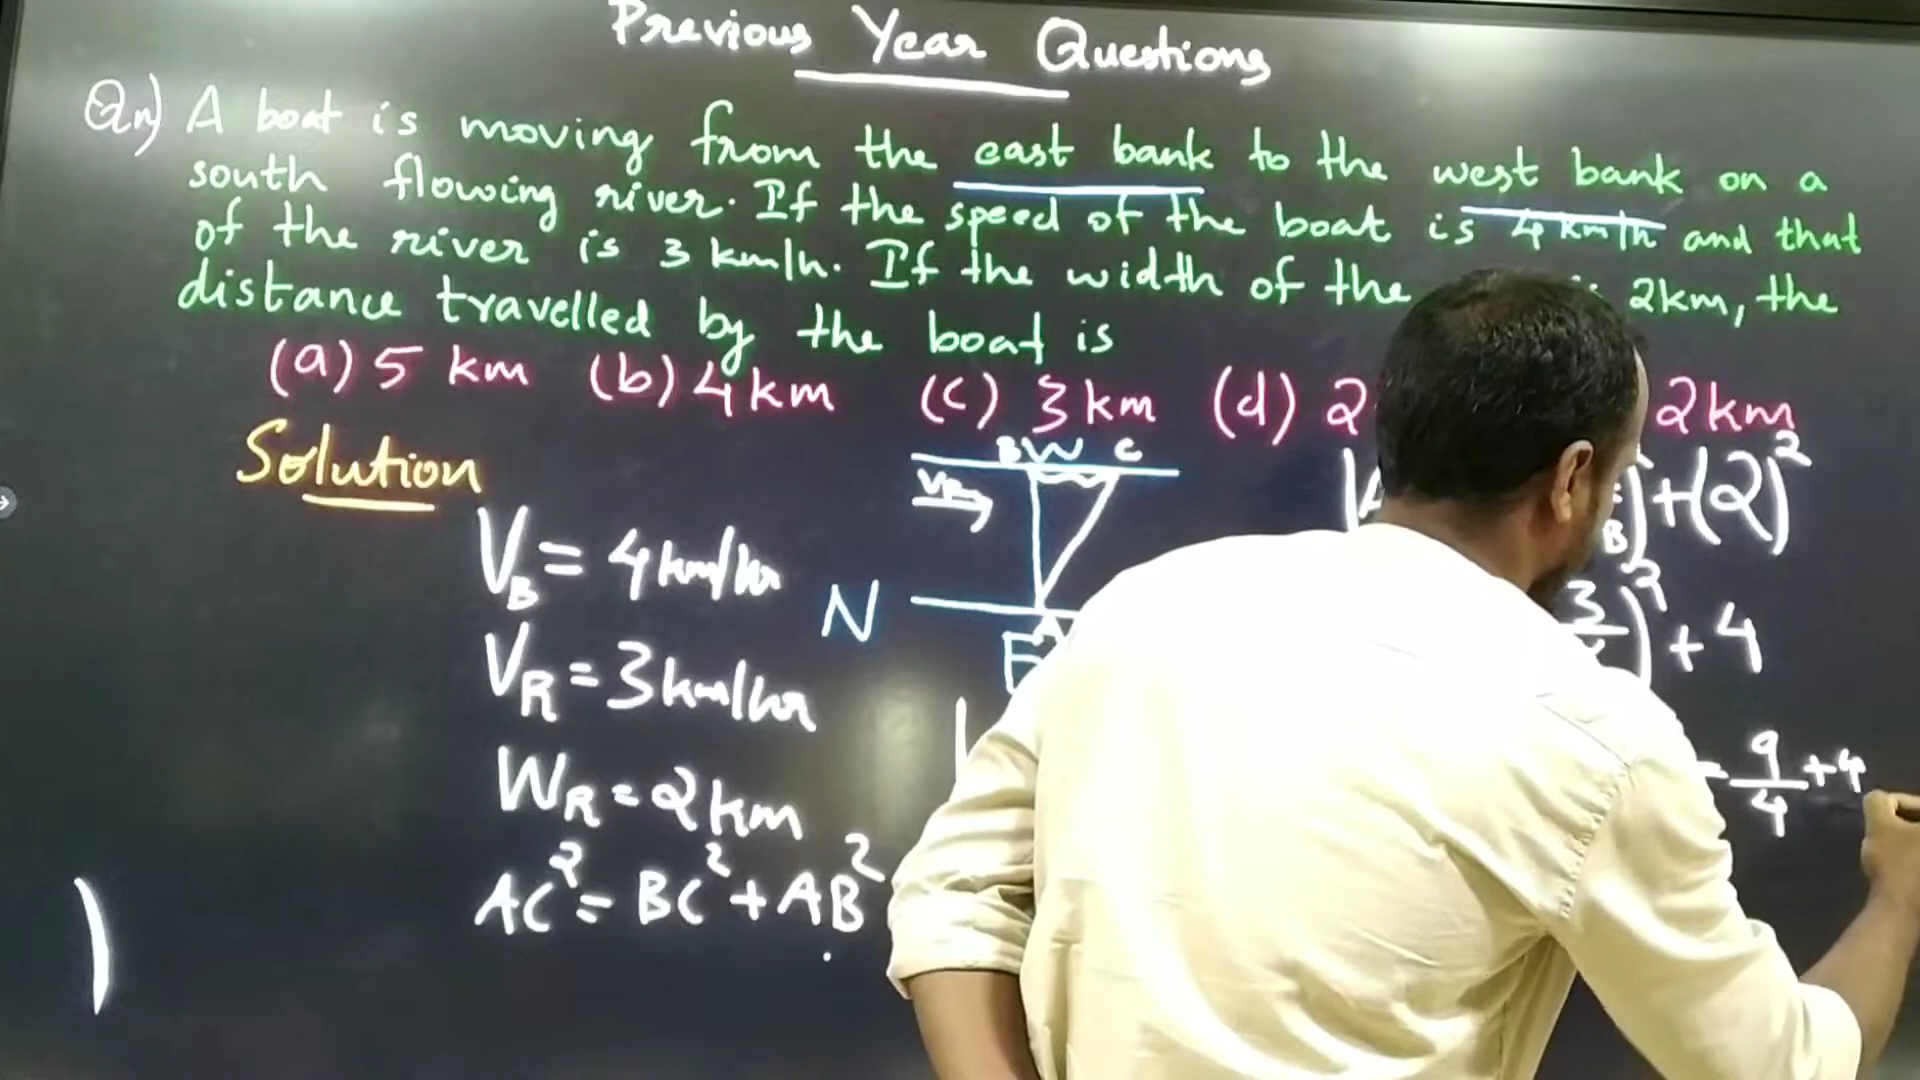 Previous Year Questions
Qn) A boat is moving from the east bank to the west bank on a
south flowing river. If the speed of the boat is 4 km/h and that
of the river is 3 km/h. If the width of the 2km, the
distance travelled by the boat is
(a) 5 km (b) 4 km (c) 3 km (d) 2 2km
Solution
B W C
V_B = 4 km/hr
V_R = 3 km/hr
W_R = 2 km
AC² = BC² + AB²
N
+ (2)²
+ 4
9/4 + 4